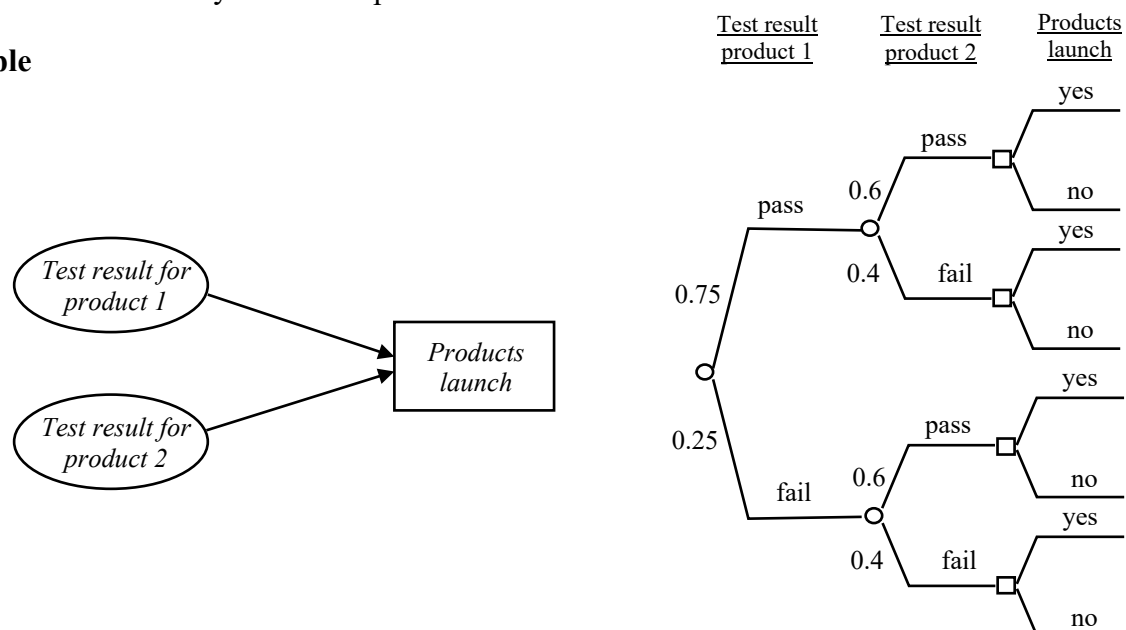 Test result
product 1
Test result
product 2
Products
launch
yes
pass
0.6
no
pass
yes
0.4
fail
0.75
no
Test result for
product 1
Products
launch
yes
0.25
pass
Test result for
product 2
0.6
no
fail
yes
0.4
fail
no